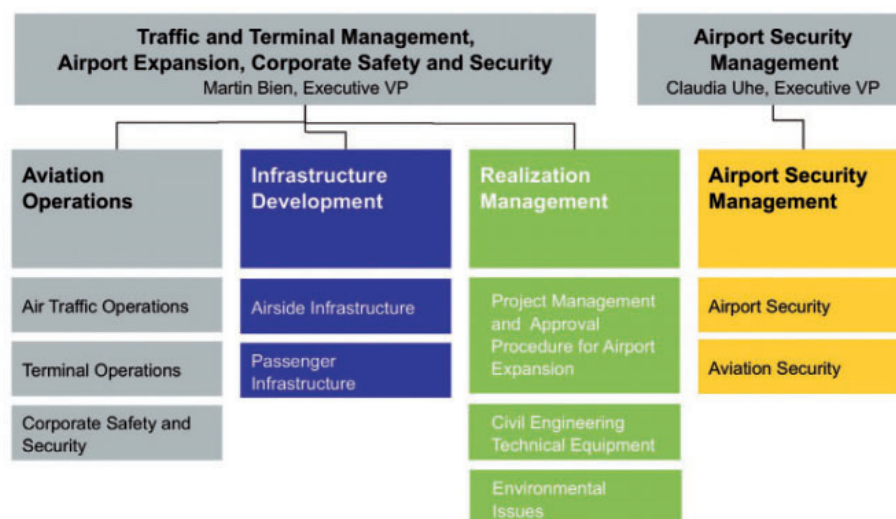 Traffic and Terminal Management,
Airport Expansion, Corporate Safety and Security
Martin Bien, Executive VP
Airport Security
Management
Claudia Uhe, Executive VP
Aviation
Operations
Air Traffic Operations
Terminal Operations
Corporate Safety and
Security
Infrastructure
Development
Airside Infrastructure
Passenger
Infrastructure
Realization
Management
Project Management
and Approval
Procedure for Airport
Expansion
Civil Engineering
Technical Equipment
Environmental
Issues
Airport Security
Management
Airport Security
Aviation Security